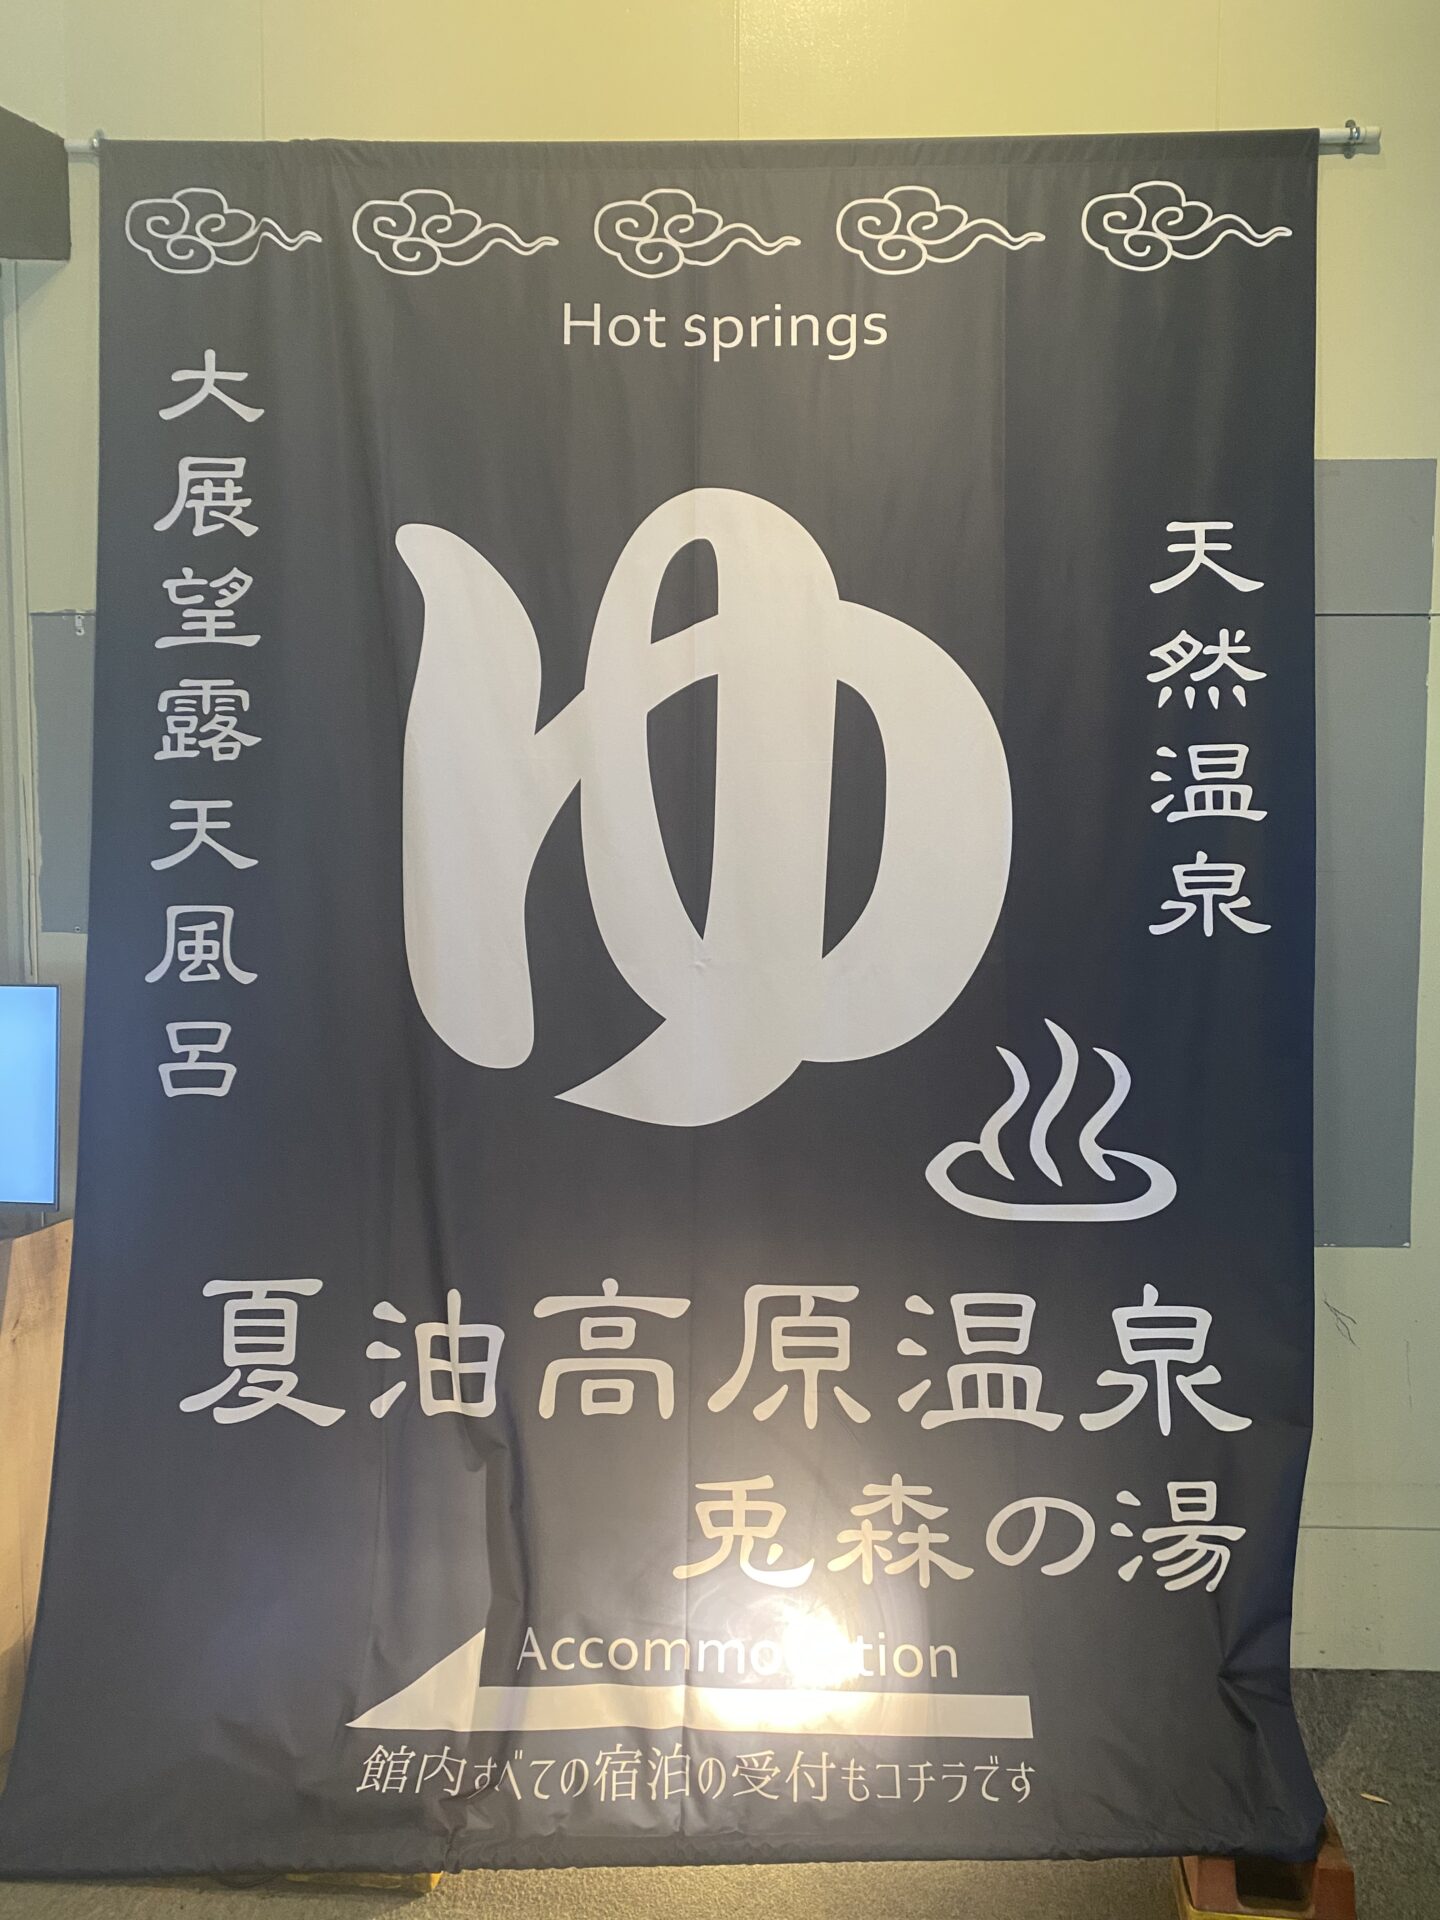 Hot springs
天然温泉
ゆ
大展望露天風呂
夏油高原温泉
兎森の湯
Accommodation
館内すべての宿泊の受付もコチラです